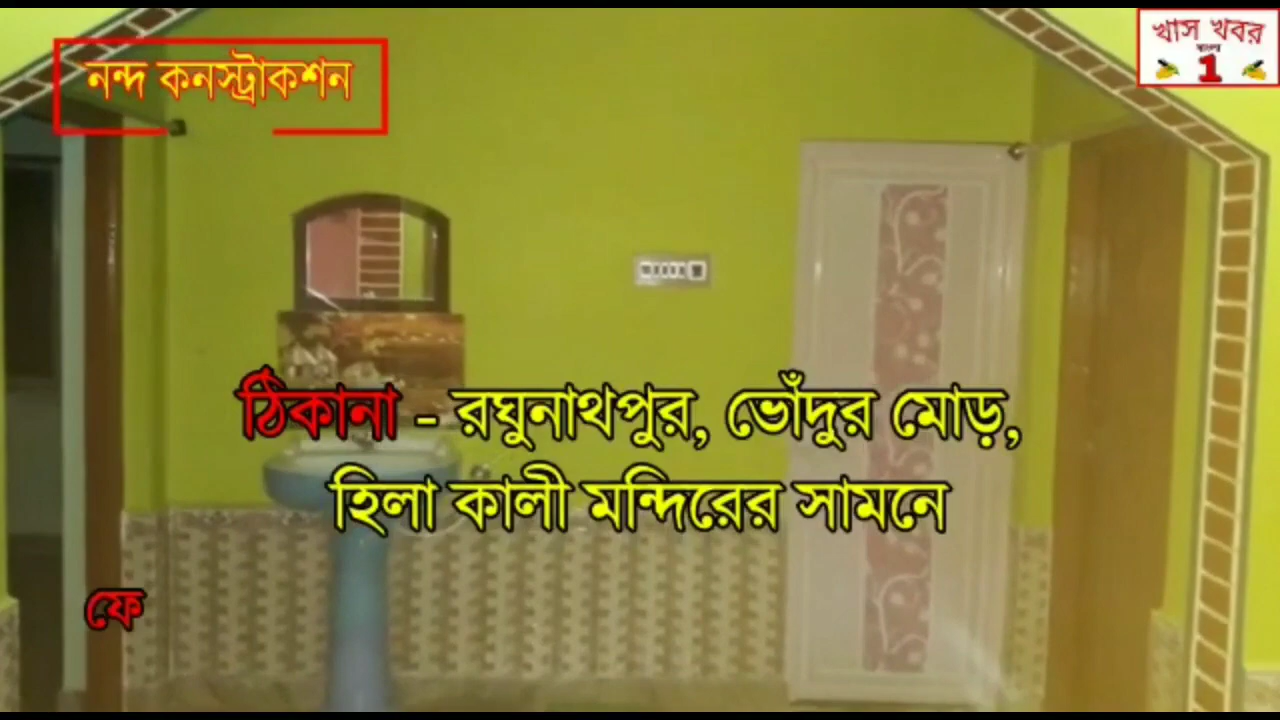 নন্দ কনস্ট্রাকশন
খাস খবর
বাংলা
1
ঠিকানা - রঘুনাথপুর, ভোঁদুর মোড়,
হিলা কালী মন্দিরের সামনে
ফে